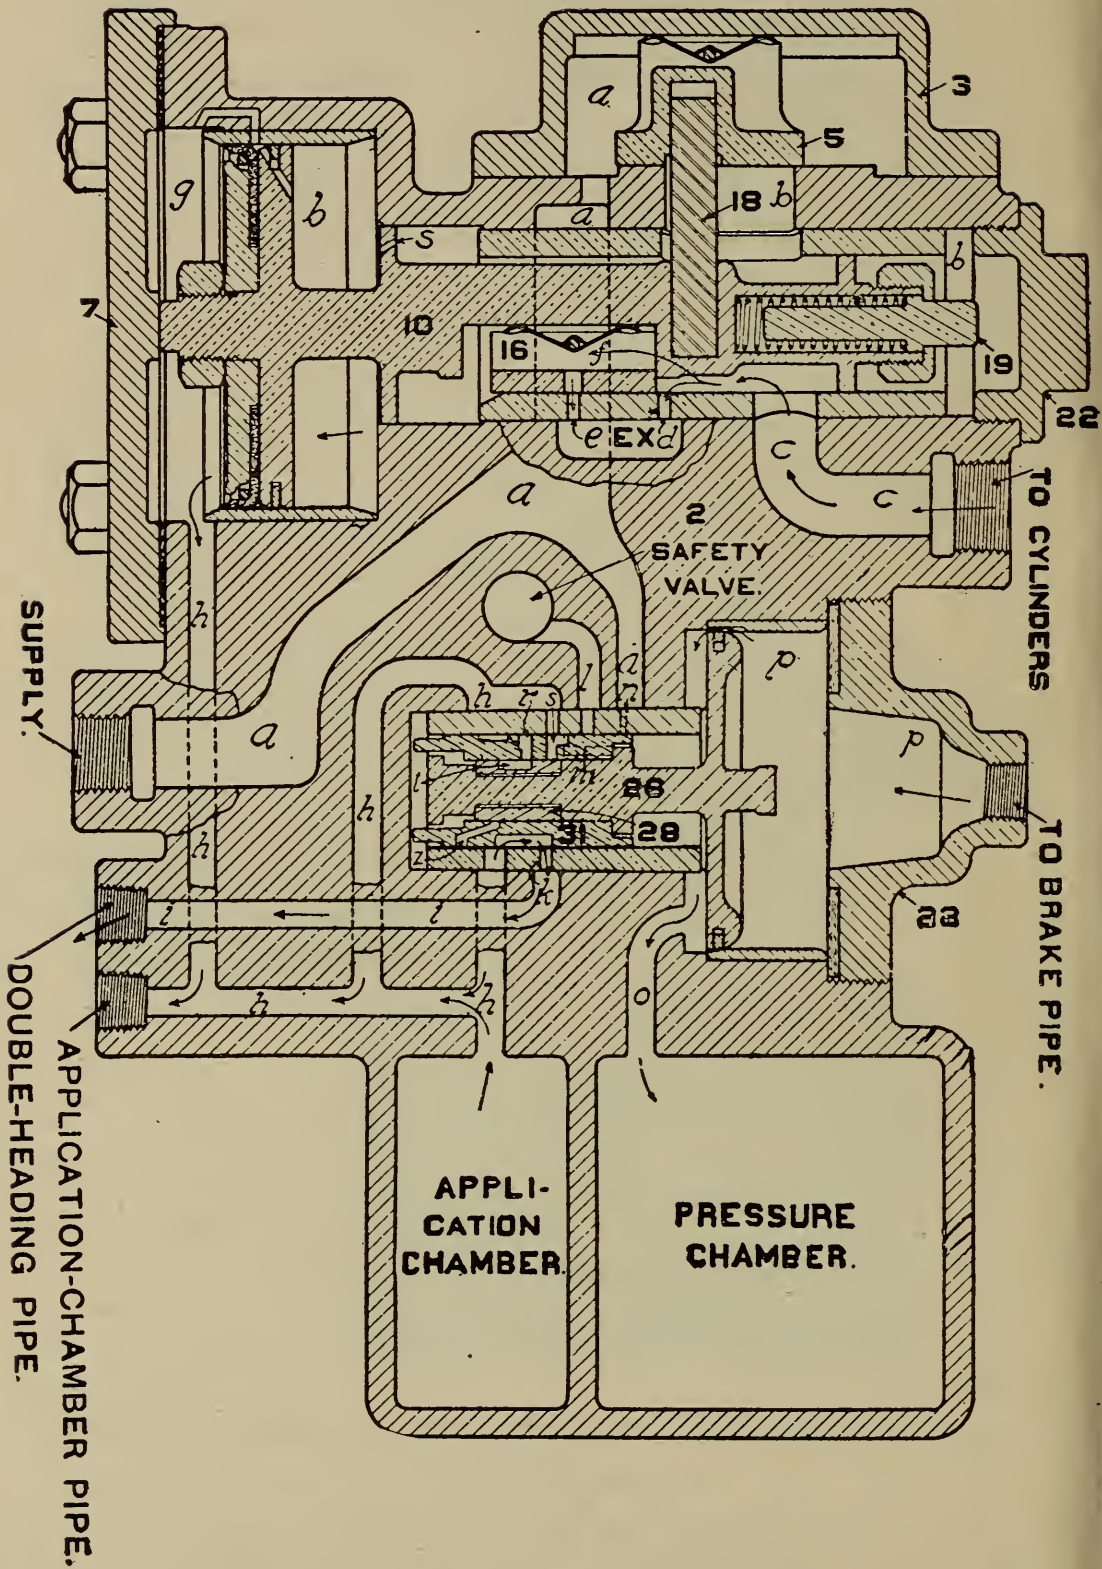 3
a
5
g
b
18
b
a
s
b
7
10
16
f
19
22
e
EX
d
c
c
a
2
SAFETY
VALVE.
TO CYLINDERS
h
SUPPLY.
l
a
n
p
h
r
s
p
a
l
m
26
h
28
31
z
h
k
TO BRAKE PIPE.
23
i
l
h
h
o
DOUBLE-HEADING PIPE.
APPLICATION-CHAMBER PIPE.
APPLI-
CATION
CHAMBER.
PRESSURE
CHAMBER.